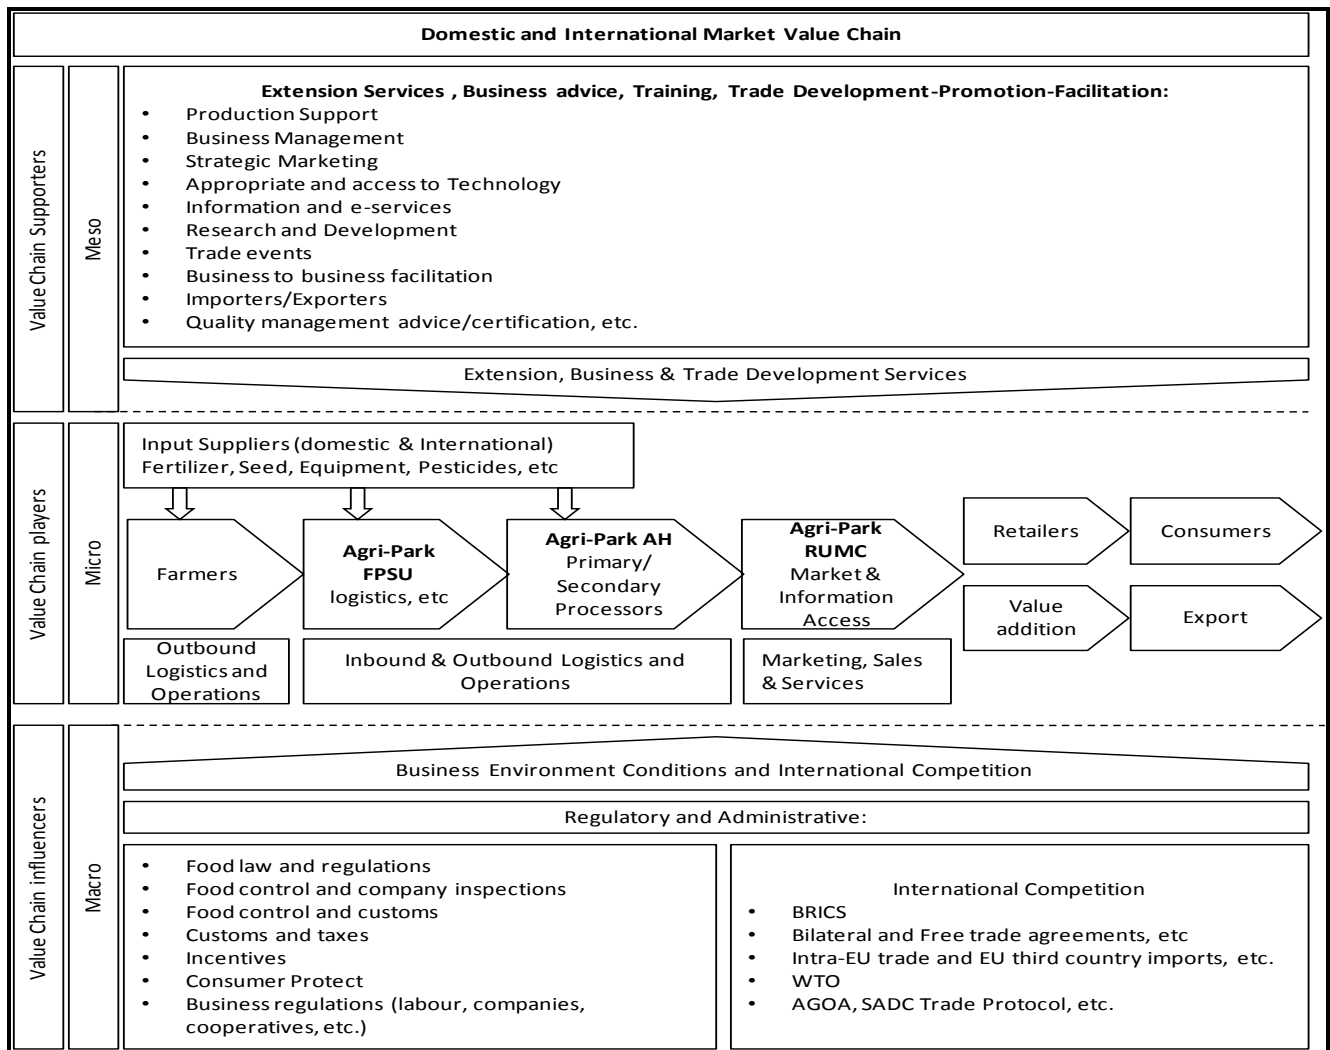 Domestic and International Market Value Chain
Value Chain Supporters
Meso
Extension Services , Business advice, Training, Trade Development-Promotion-Facilitation:
• Production Support
• Business Management
• Strategic Marketing
• Appropriate and access to Technology
• Information and e-services
• Research and Development
• Trade events
• Business to business facilitation
• Importers/Exporters
• Quality management advice/certification, etc.
Extension, Business & Trade Development Services
Value Chain players
Micro
Input Suppliers (domestic & International)
Fertilizer, Seed, Equipment, Pesticides, etc
Farmers
Agri-Park
FPSU
logistics, etc
Agri-Park AH
Primary/
Secondary
Processors
Agri-Park
RUMC
Market &
Information
Access
Retailers
Consumers
Value
addition
Export
Outbound
Logistics and
Operations
Inbound & Outbound Logistics and
Operations
Marketing, Sales
& Services
Value Chain influencers
Macro
Business Environment Conditions and International Competition
Regulatory and Administrative:
• Food law and regulations
• Food control and company inspections
• Food control and customs
• Customs and taxes
• Incentives
• Consumer Protect
• Business regulations (labour, companies,
cooperatives, etc.)
International Competition
• BRICS
• Bilateral and Free trade agreements, etc
• Intra-EU trade and EU third country imports, etc.
• WTO
• AGOA, SADC Trade Protocol, etc.